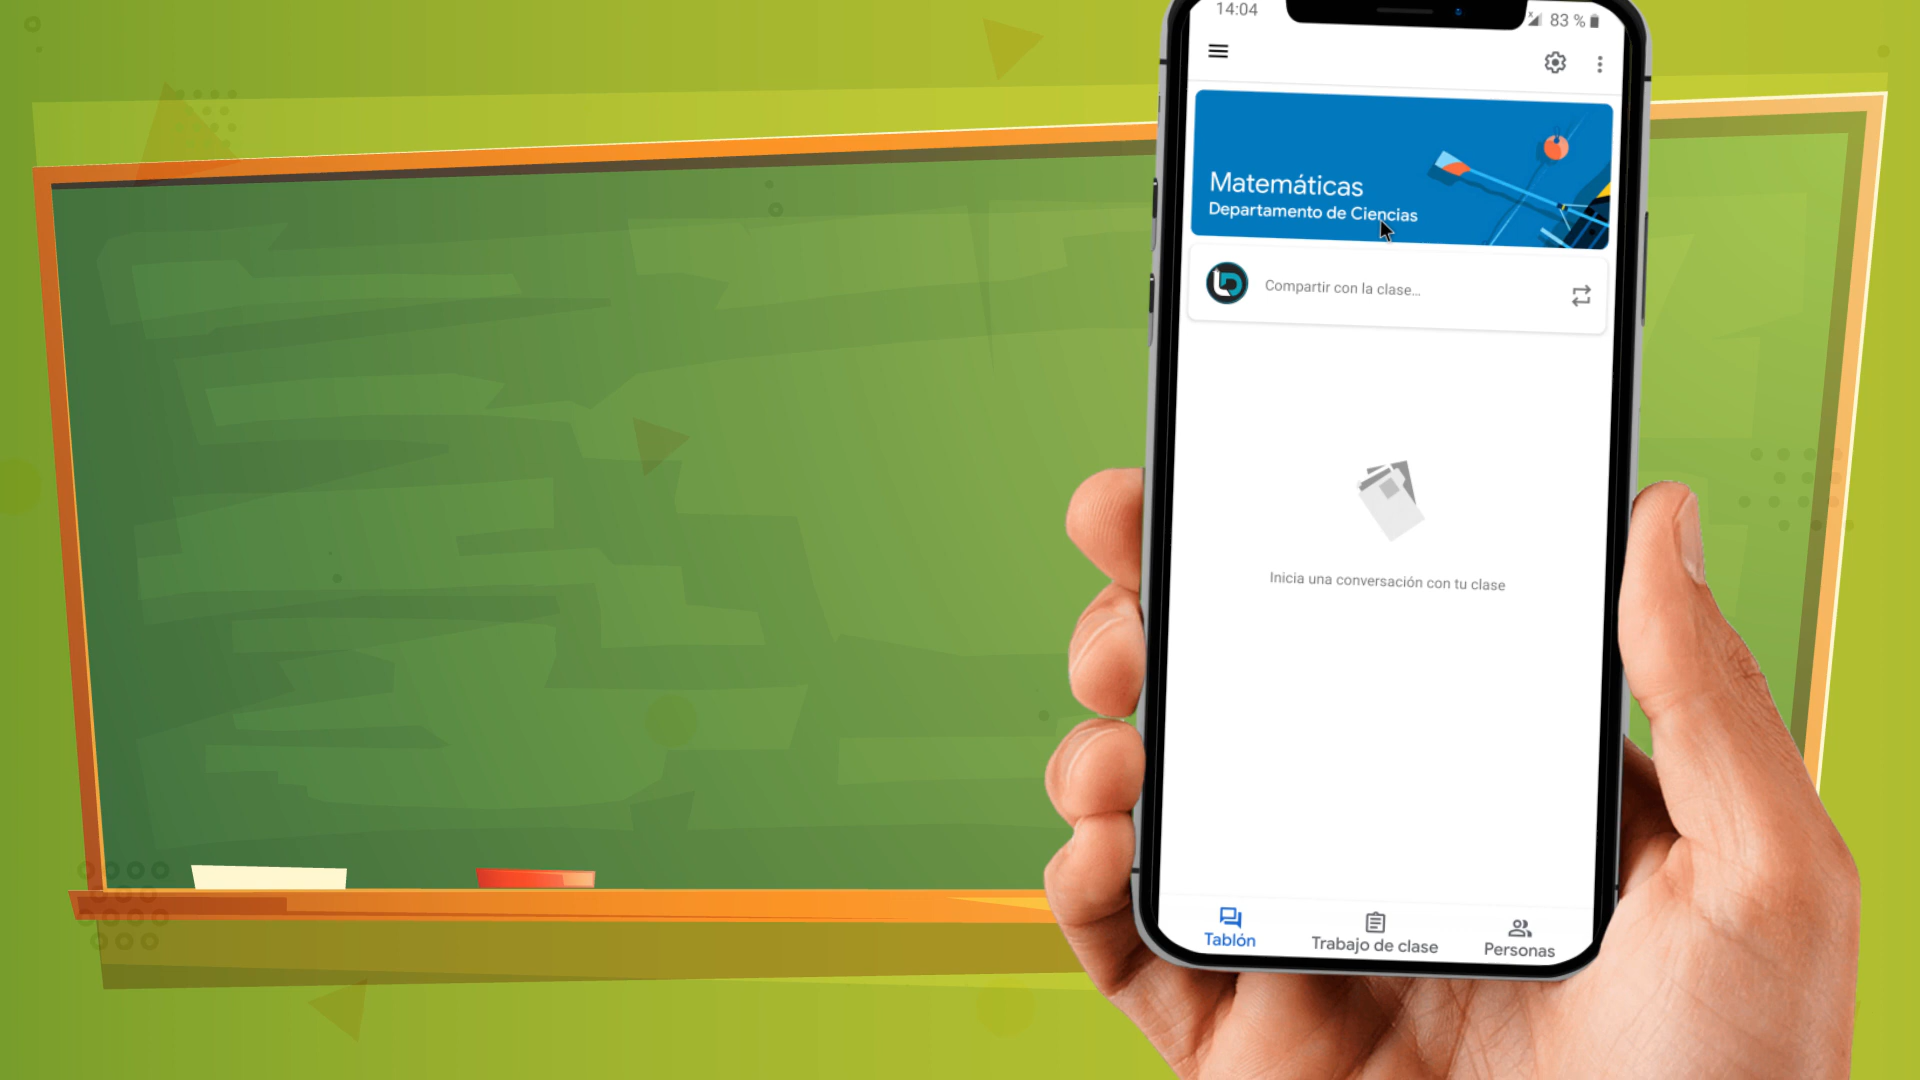 14:04
83 %
Matemáticas
Departamento de Ciencias
Compartir con la clase...
Inicia una conversación con tu clase
Tablón
Trabajo de clase
Personas